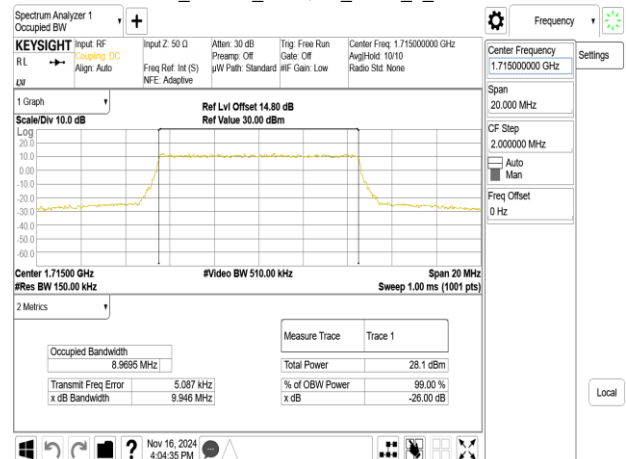 Spectrum Analyzer 1
Occupied BW
Frequency
KEYSIGHT
RL
LXI
Input: RF
Coupling: DC
Align: Auto
Input Z: 50 Ω
Freq Ref: Int (S)
NFE: Adaptive
Atten: 30 dB
Preamp: Off
µW Path: Standard
Trig: Free Run
Gate: Off
#IF Gain: Low
Center Freq: 1.715000000 GHz
Avg|Hold: 10/10
Radio Std: None
Center Frequency
1.715000000 GHz
Settings
Span
20.000 MHz
CF Step
2.000000 MHz
Auto
Man
Freq Offset
0 Hz
Local
1 Graph
Scale/Div 10.0 dB
Ref Lvl Offset 14.80 dB
Ref Value 30.00 dBm
Log
20.0
10.0
0.00
-10.0
-20.0
-30.0
-40.0
-50.0
-60.0
Center 1.71500 GHz
#Video BW 510.00 kHz
Span 20 MHz
#Res BW 150.00 kHz
Sweep 1.00 ms (1001 pts)
2 Metrics
Measure Trace Trace 1
Occupied Bandwidth
8.9695 MHz
Total Power 28.1 dBm
Transmit Freq Error 5.087 kHz
% of OBW Power 99.00 %
x dB Bandwidth 9.946 MHz
x dB -26.00 dB
?
Nov 16, 2024
4:04:35 PM